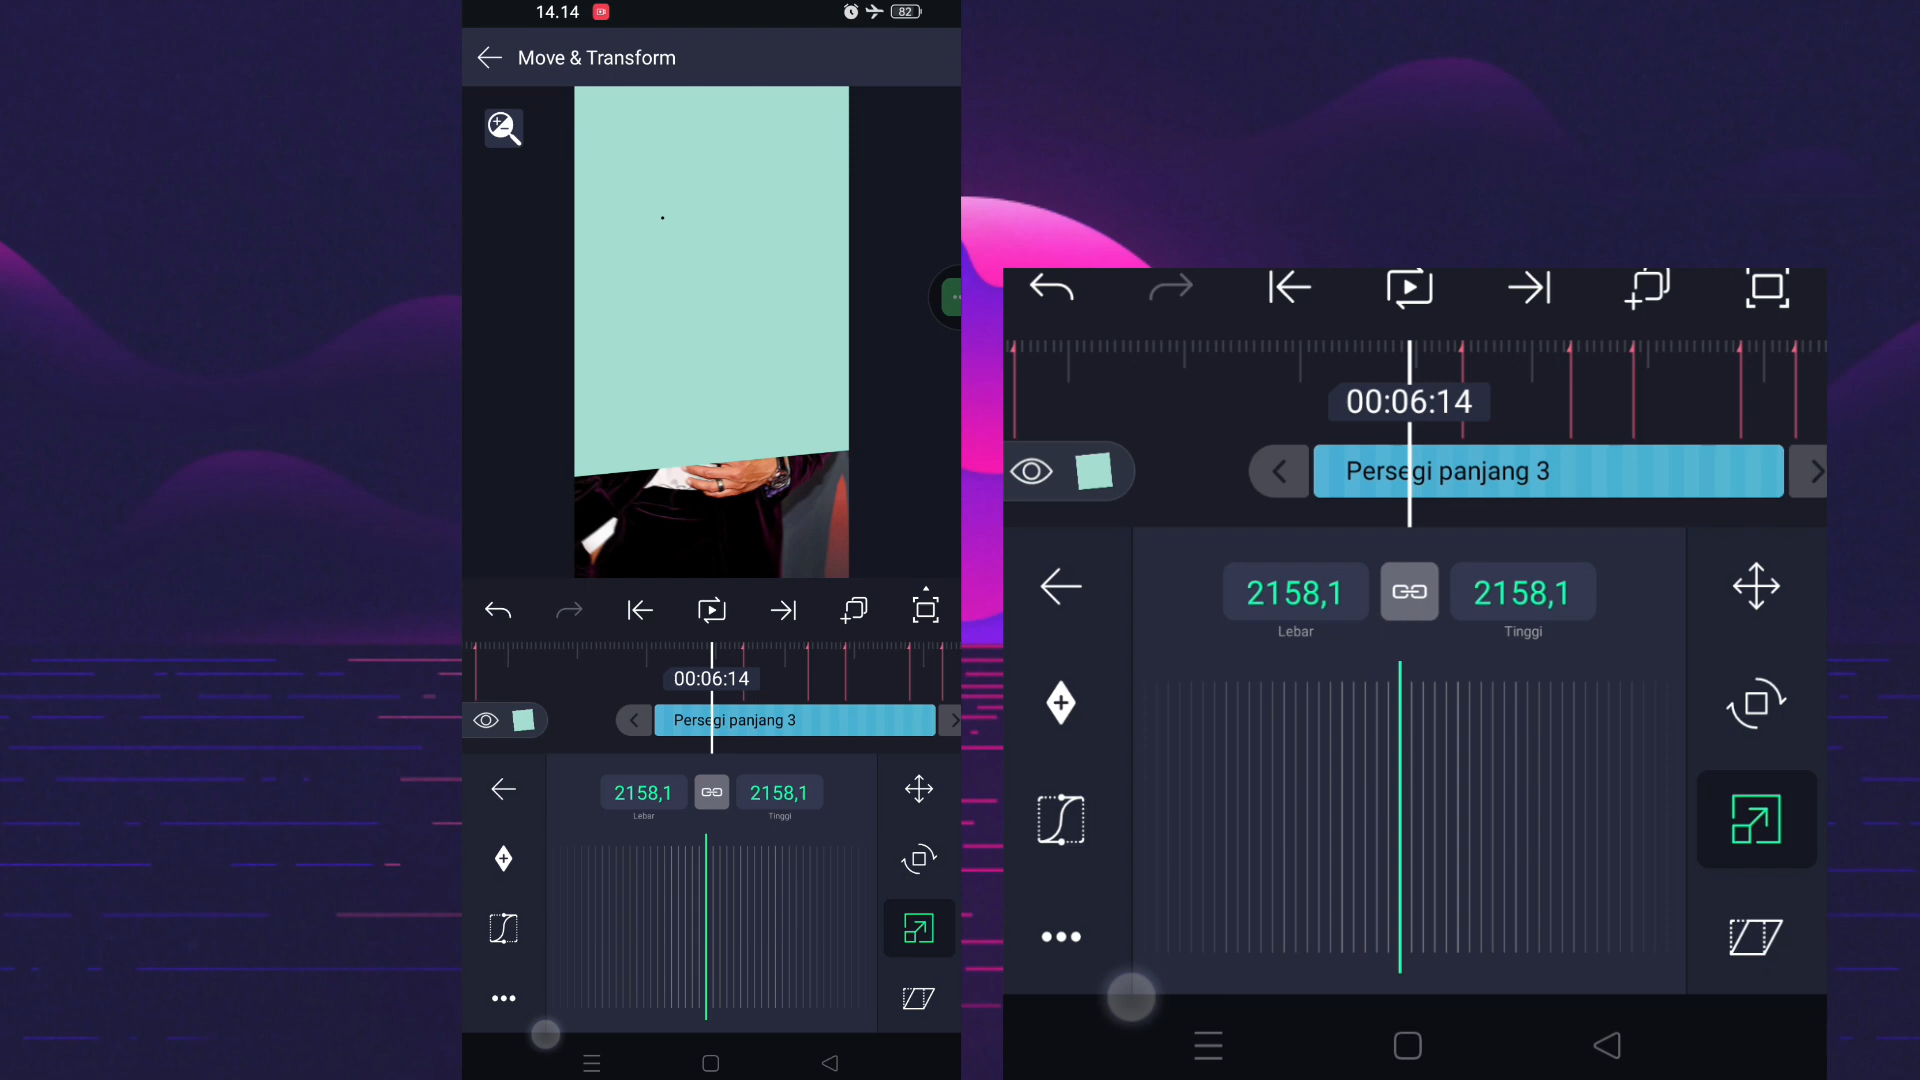 14.14
82
Move & Transform
00:06:14
Persegi panjang 3
2158,1
2158,1
Lebar
Tinggi
00:06:14
Persegi panjang 3
2158,1
2158,1
Lebar
Tinggi